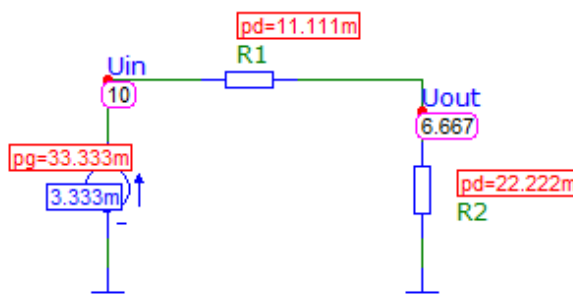 pd=11.111m
R1
Uin
10
Uout
6.667
pg=33.333m
3.333m
-
pd=22.222m
R2